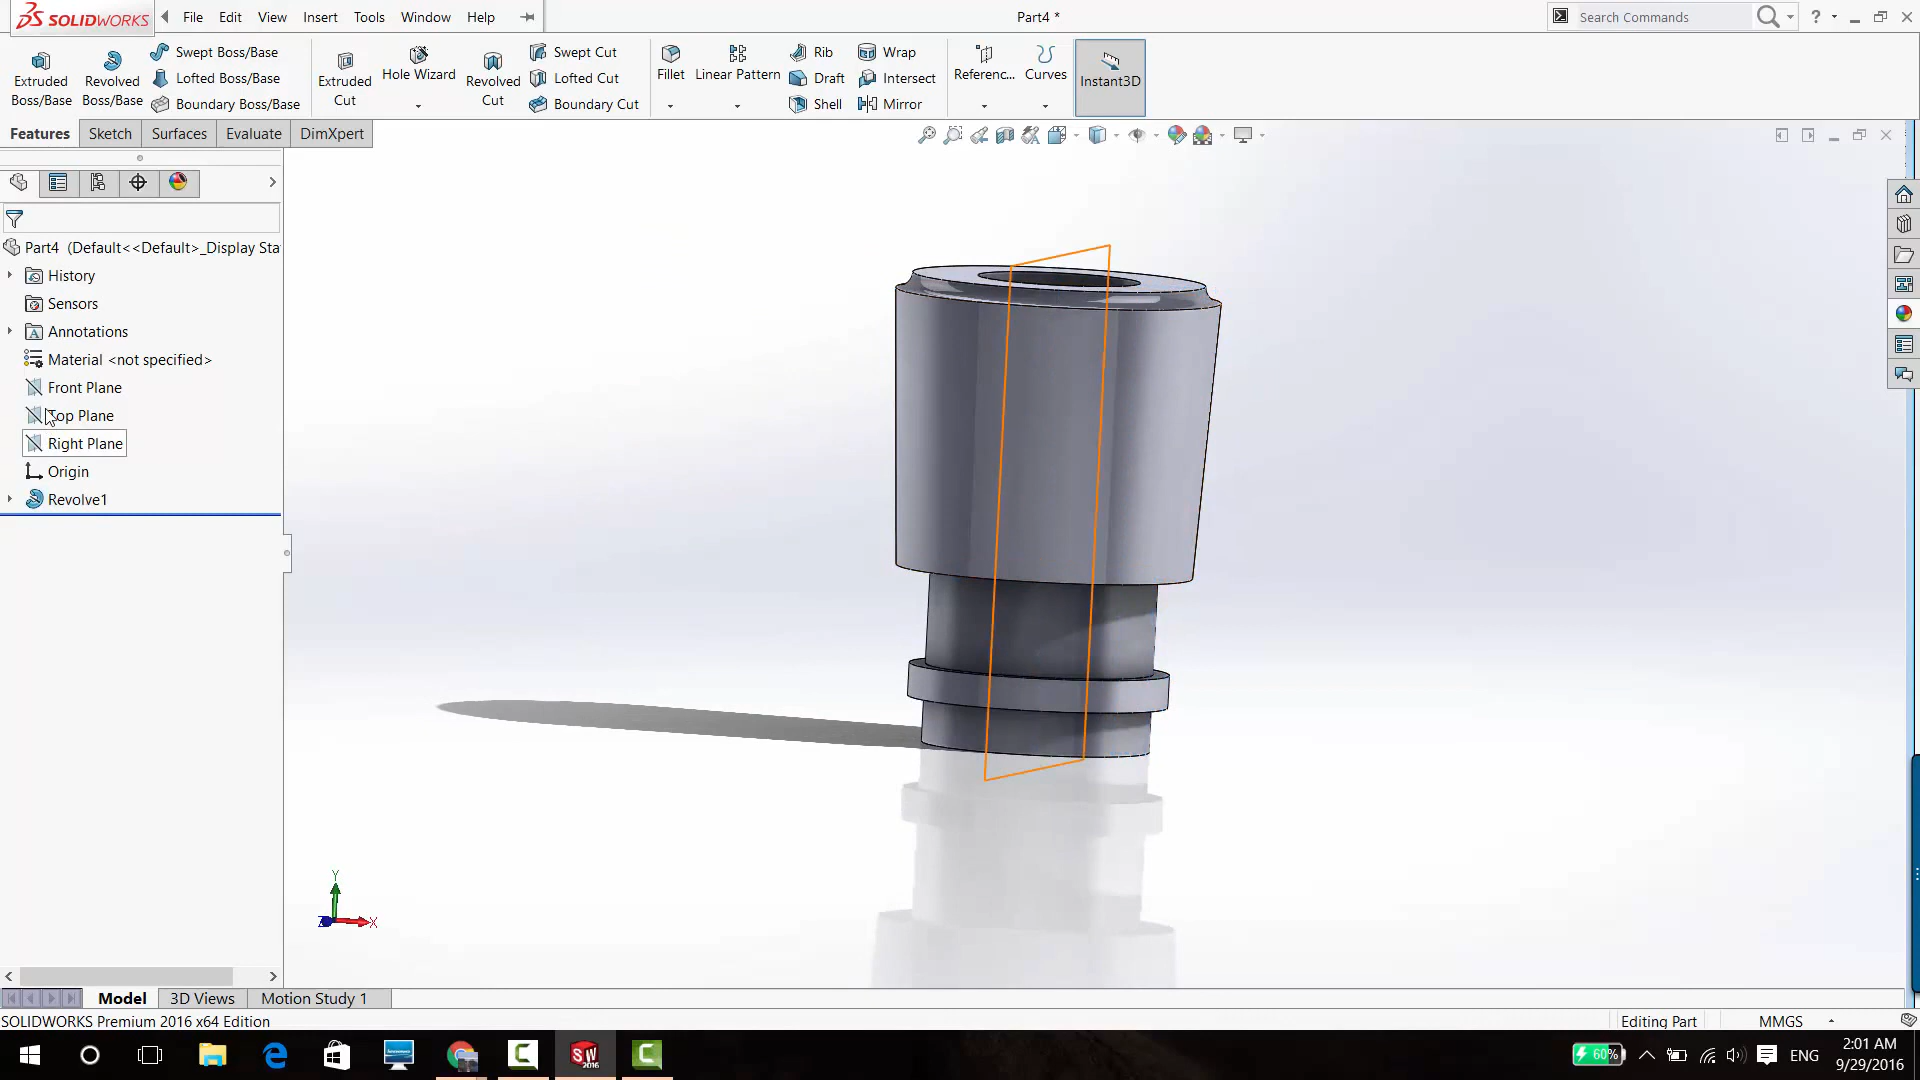 SOLIDWORKS File Edit View Insert Tools Window Help Part4 * Search Commands ?
Extruded Boss/Base
Revolved Boss/Base
Swept Boss/Base
Lofted Boss/Base
Boundary Boss/Base
Extruded Cut
Hole Wizard
Revolved Cut
Swept Cut
Lofted Cut
Boundary Cut
Fillet
Linear Pattern
Rib
Draft
Shell
Wrap
Intersect
Mirror
Referenc...
Curves
Instant3D
Features Sketch Surfaces Evaluate DimXpert
Part4 (Default<<Default>_Display Sta
History
Sensors
Annotations
Material <not specified>
Front Plane
Top Plane
Right Plane
Origin
Revolve1
Y
Z X
Model 3D Views Motion Study 1
SOLIDWORKS Premium 2016 x64 Edition Editing Part MMGS
SW 2016
60%
ENG
2:01 AM
9/29/2016